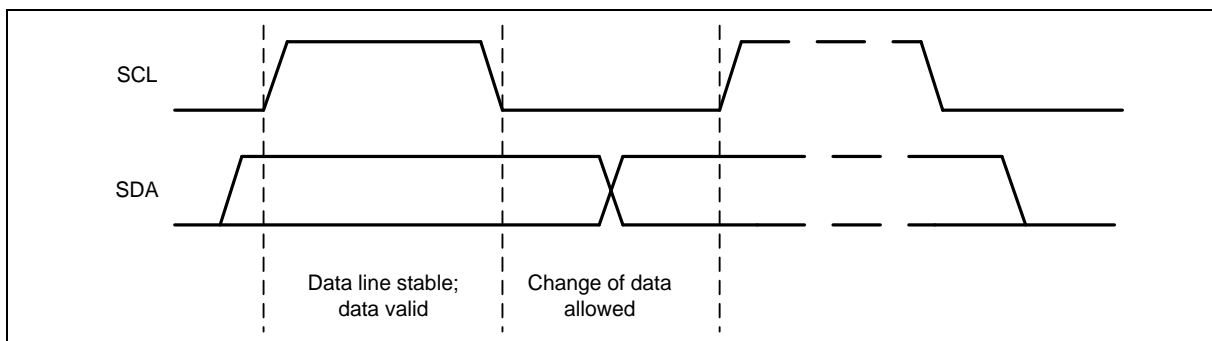 SCL
SDA
Data line stable;
data valid
Change of data
allowed